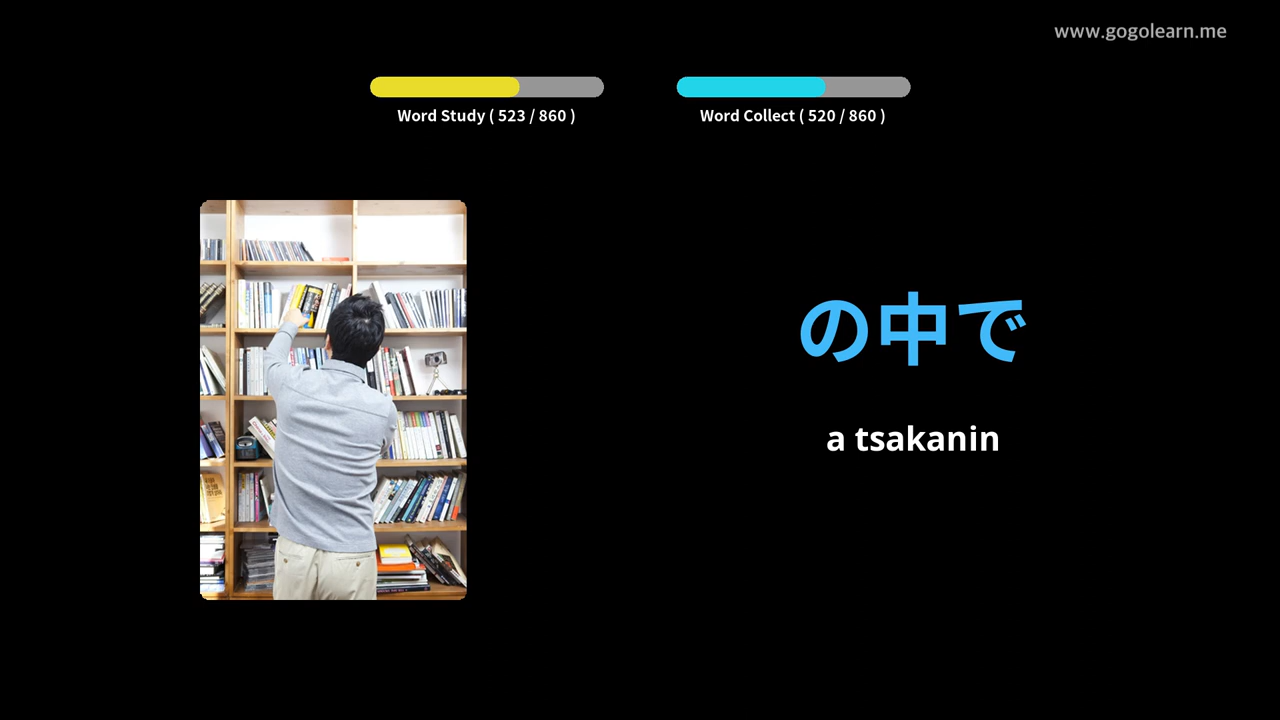 www.gogolearn.me
Word Study ( 523 / 860 )
Word Collect ( 520 / 860 )
の中で
a tsakanin